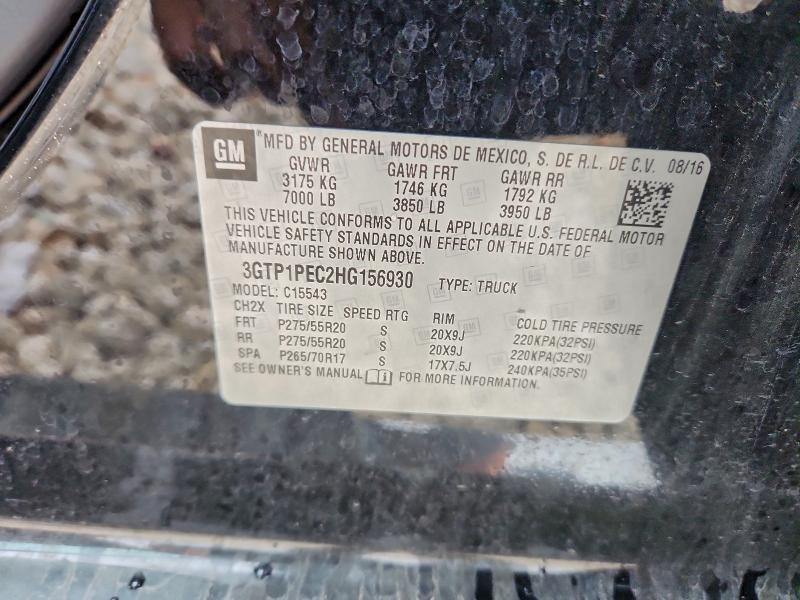 GM ® MFD BY GENERAL MOTORS DE MEXICO, S. DE R.L. DE C.V. 08/16
GVWR GAWR FRT GAWR RR
3175 KG 1746 KG 1792 KG
7000 LB 3850 LB 3950 LB
THIS VEHICLE CONFORMS TO ALL APPLICABLE U.S. FEDERAL MOTOR
VEHICLE SAFETY STANDARDS IN EFFECT ON THE DATE OF
MANUFACTURE SHOWN ABOVE.
3GTP1PEC2HG156930 TYPE: TRUCK
MODEL: C15543
CH2X TIRE SIZE SPEED RTG RIM COLD TIRE PRESSURE
FRT P275/55R20 S 20X9J 220KPA(32PSI)
RR P275/55R20 S 20X9J 220KPA(32PSI)
SPA P265/70R17 S 17X7.5J 240KPA(35PSI)
SEE OWNER'S MANUAL FOR MORE INFORMATION.